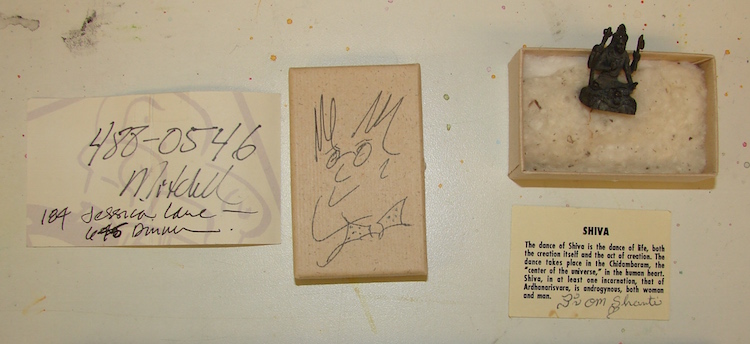 488-0546
Mitchell
184 Jessica Lane —
Dinner
SHIVA
The dance of Shiva is the dance of life, both
the creation itself and the act of creation. The
dance takes place in the Chidambaram, the
"center of the universe," in the human heart.
Shiva, in at least one incarnation, that of
Ardhanarisvara, is androgynous, both woman
and man.
From Shanti